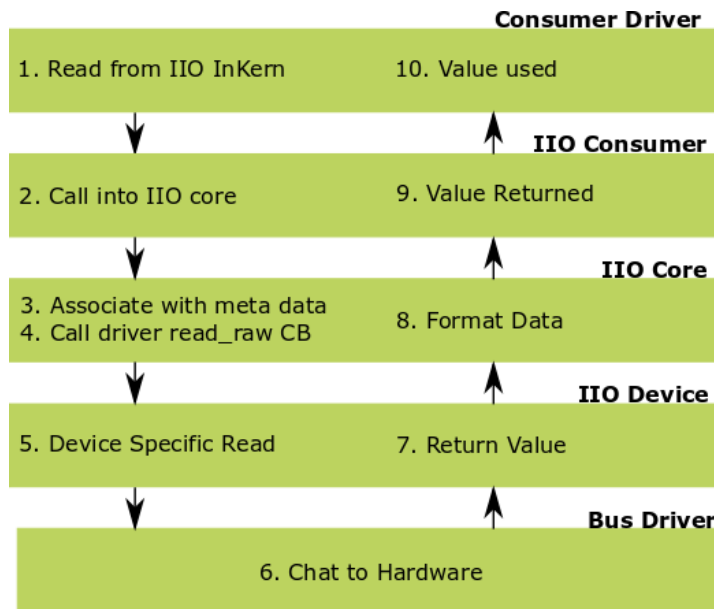 Consumer Driver
1. Read from IIO InKern
10. Value used
IIO Consumer
2. Call into IIO core
9. Value Returned
IIO Core
3. Associate with meta data
4. Call driver read_raw CB
8. Format Data
IIO Device
5. Device Specific Read
7. Return Value
Bus Driver
6. Chat to Hardware